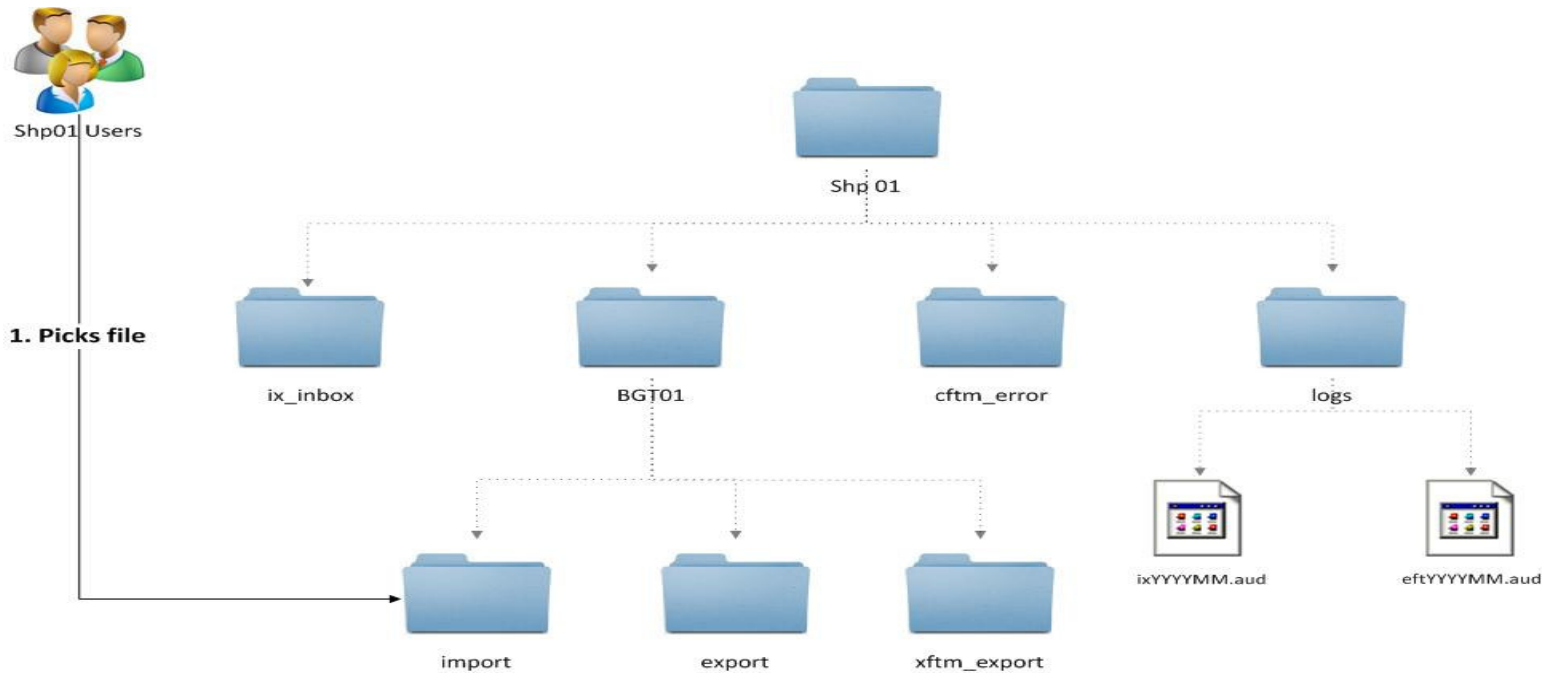 Shp01 Users
Shp 01
1. Picks file
ix_inbox
BGT01
cftm_error
logs
ixYYYYMM.aud
eftYYYYMM.aud
import
export
xftm_export